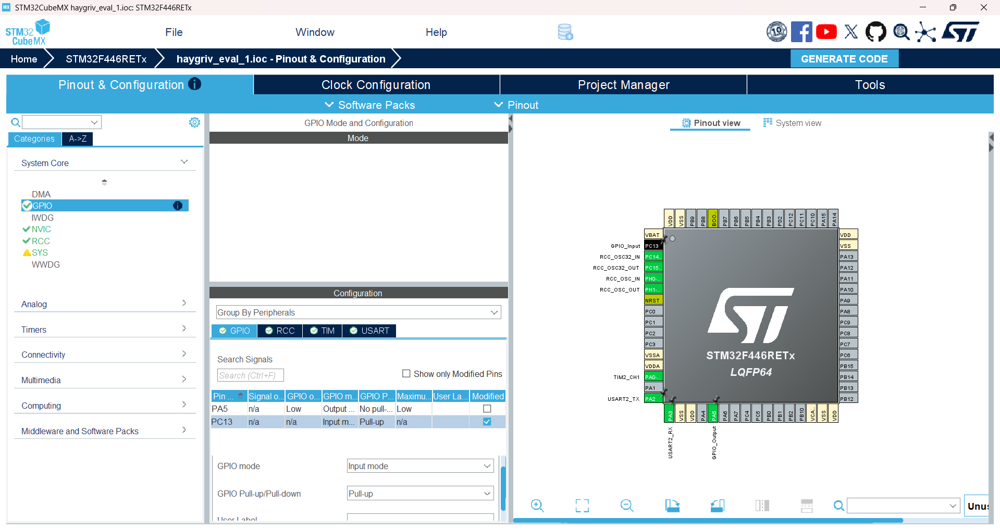 MX STM32CubeMX haygriv_eval_1.ioc: STM32F446RETx
STM32
CubeMX
File Window Help
10
Home STM32F446RETx haygriv_eval_1.ioc - Pinout & Configuration GENERATE CODE
Pinout & Configuration Clock Configuration Project Manager Tools
Software Packs Pinout
Categories A->Z
System Core
DMA
GPIO
IWDG
NVIC
RCC
SYS
WWDG
Analog
Timers
Connectivity
Multimedia
Computing
Middleware and Software Packs
GPIO Mode and Configuration
Mode
Configuration
Group By Peripherals
GPIO RCC TIM USART
Search Signals
Search (Ctrl+F) Show only Modified Pins
Pin ... Signal o... GPIO o... GPIO m... GPIO P... Maximu... User La... Modified
PA5 n/a Low Output ... No pull-... Low
PC13 n/a n/a Input m... Pull-up n/a
GPIO mode Input mode
GPIO Pull-up/Pull-down Pull-up
User Label
Pinout view System view
VDD VSS PB9 PB8 BOO.. PB7 PB6 PB5 PB4 PB3 PD2 PC12 PC11 PC10 PA15 PA14
VBAT VDD
GPIO_Input PC13 VSS
RCC_OSC32_IN PC14.. PA13
RCC_OSC32_OUT PC15.. PA12
RCC_OSC_IN PH0-.. PA11
RCC_OSC_OUT PH1-.. PA10
NRST PA9
PC0 PA8
PC1 PC9
PC2 PC8
PC3 PC7
VSSA PC6
VDDA PB15
TIM2_CH1 PA0-.. PB14
PA1 PB13
USART2_TX PA2 PB12
STM32F446RETx
LQFP64
PA3 VSS VDD PA4 PA5 PA6 PA7 PC4 PC5 PB0 PB1 PB2 PB10 VCA.. VSS VDD
USART2_RX GPIO_Output
Unus